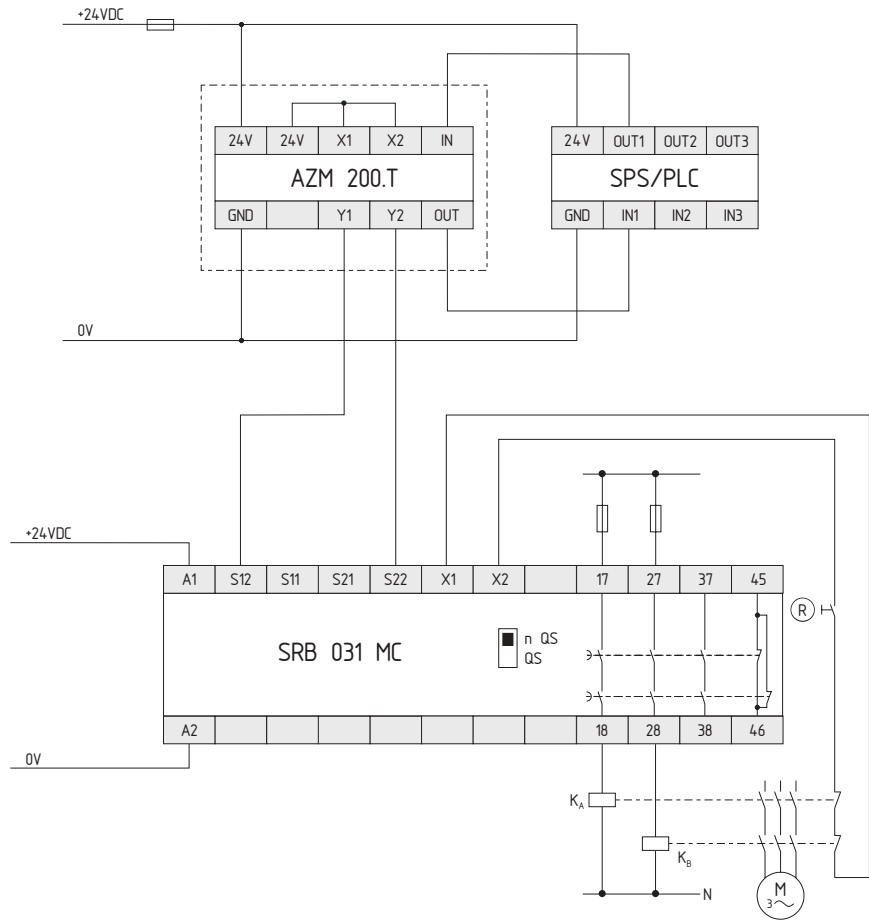 +24VDC
24V 24V X1 X2 IN
AZM 200.T
GND Y1 Y2 OUT
24V OUT1 OUT2 OUT3
SPS/PLC
GND IN1 IN2 IN3
0V
+24VDC
A1 S12 S11 S21 S22 X1 X2 17 27 37 45
SRB 031 MC
n QS
QS
R
A2 18 28 38 46
0V
KA
KB
N
M
3~